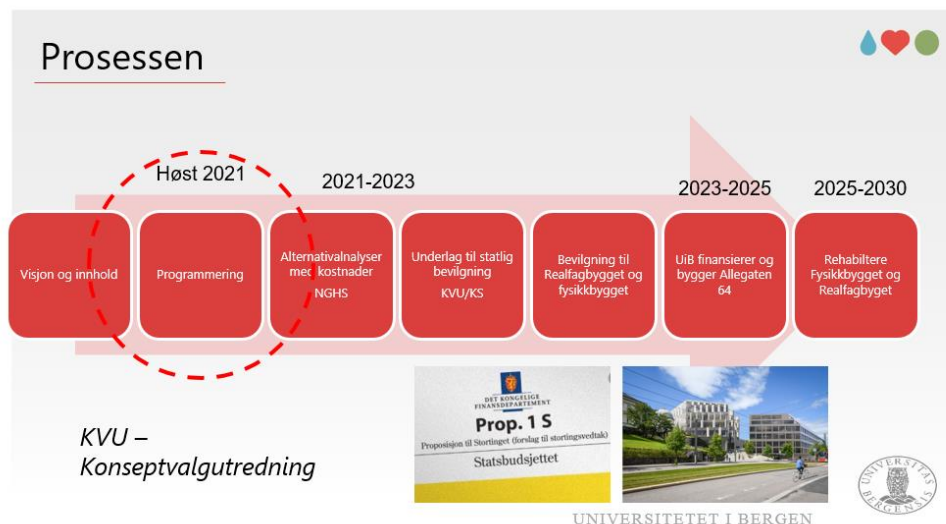 Prosessen
Høst 2021
2021-2023
2023-2025
2025-2030
Visjon og innhold
Programmering
Alternativalnalyser
med kostnader
NGHS
Underlag til statlig
bevilgning
KVU/KS
Bevilgning til
Realfagbygget og
fysikkbygget
UiB finansierer og
bygger Allegaten
64
Rehabiltere
Fysikkbygget og
Realfagbyget
KVU –
Konseptvalgutredning
DET KONGELIGE
FINANSDEPARTEMENT
Prop. 1 S
Proposisjon til Stortinget (forslag til stortingsvedtak)
Statsbudsjettet
UNIVERSITAS
BERGENSIS
UNIVERSITETET I BERGEN